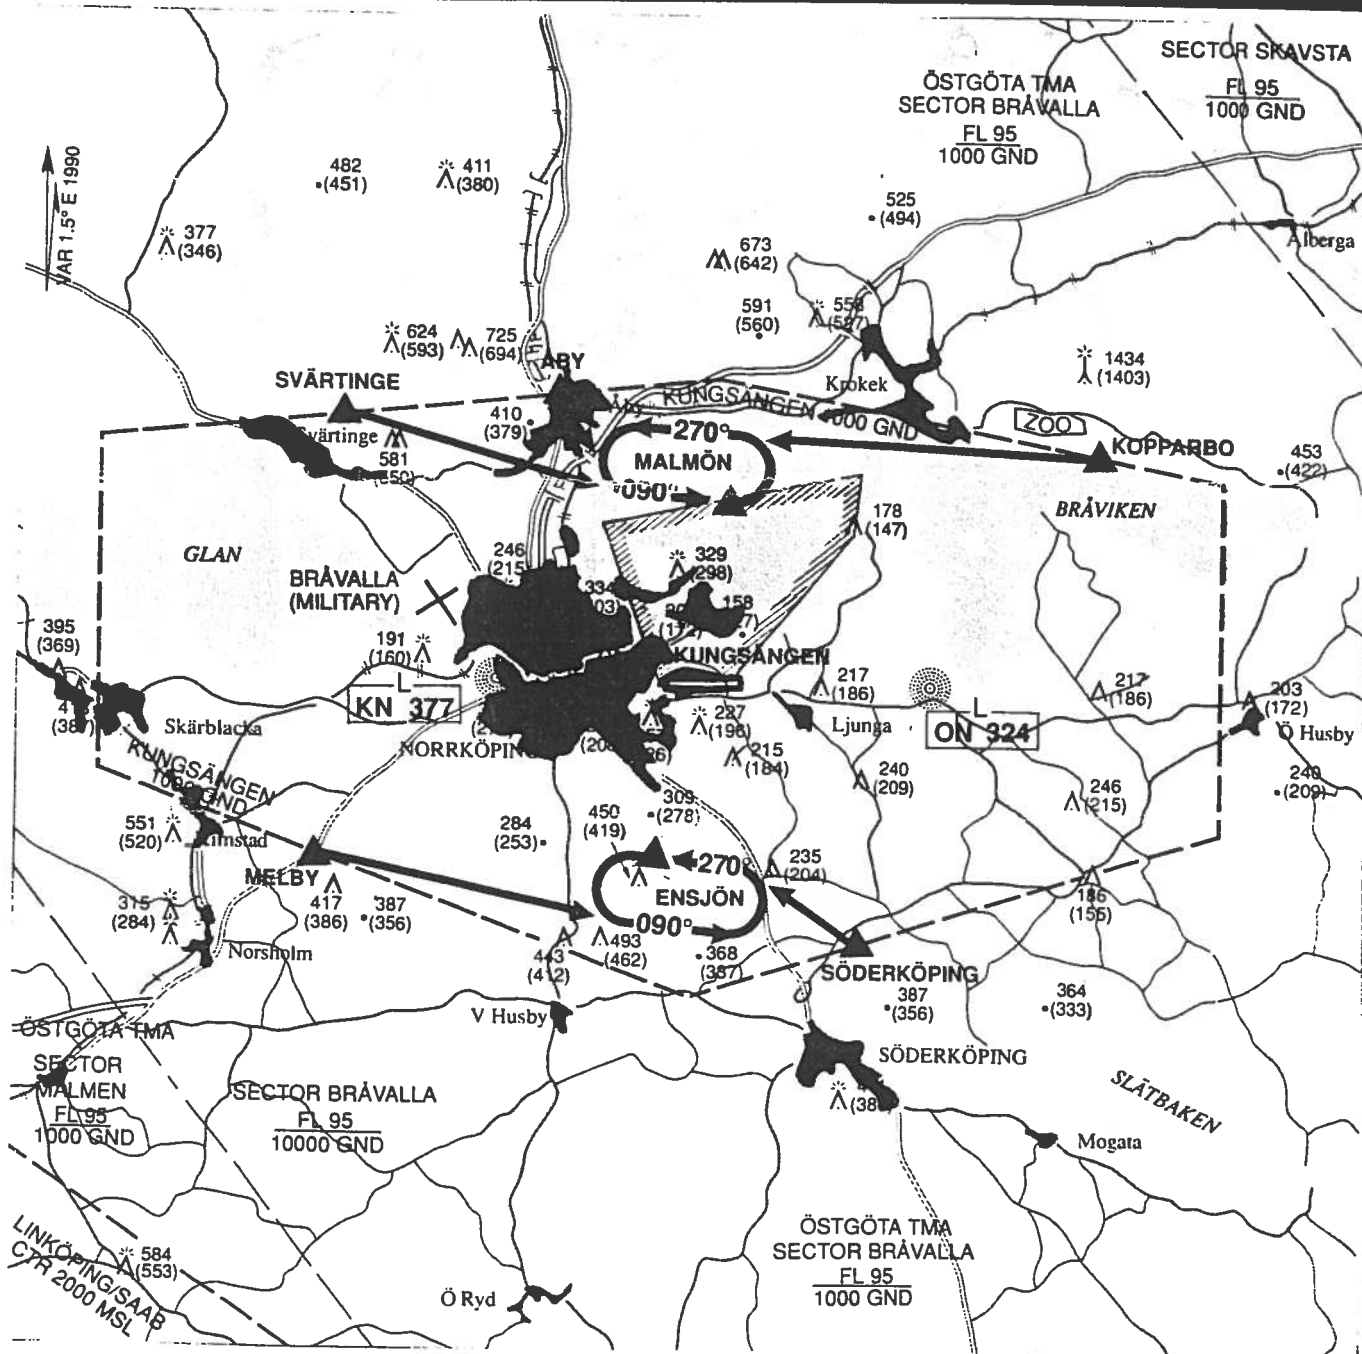 SECTOR SKAVSTA
FL 95
1000 GND
ÖSTGÖTA TMA
SECTOR BRÅVALLA
FL 95
1000 GND
VAR 1.5° E 1990
482
(451)
411
(380)
525
(494)
377
(346)
673
(642)
Ålberga
591
(560)
558
(527)
624
(593)
725
(694)
1434
(1403)
ÅBY
SVÄRTINGE
Krokek
Åby
KUNGSÄNGEN 1000 GND
410
(379)
ZOO
KOPPARBO
Svärtinge
270°
MALMÖN
090°
581
(550)
453
(422)
BRÅVIKEN
178
(147)
GLAN
246
(215)
329
(298)
BRÅVALLA
(MILITARY)
334
158
395
(369)
191
(160)
KUNGSÄNGEN
L
KN 377
217
(186)
L
ON 324
217
(186)
203
(172)
Skärblacka
227
(196)
Ljunga
Ö Husby
NORRKÖPING
215
(184)
KUNGSÄNGEN
1000 GND
240
(209)
246
(215)
240
(209)
551
(520)
Kimstad
284
(253)
450
(419)
309
(278)
MELBY
270°
ENSJÖN
090°
235
(204)
315
(284)
417
(386)
387
(356)
186
(155)
Norsholm
443
(412)
493
(462)
368
(337)
SÖDERKÖPING
387
(356)
364
(333)
V Husby
ÖSTGÖTA TMA
SECTOR
MALMEN
FL 95
1000 GND
SECTOR BRÅVALLA
FL 95
10000 GND
SÖDERKÖPING
SLÄTBAKEN
Mogata
LINKÖPING/SAAB
CTR 2000 MSL
584
(553)
ÖSTGÖTA TMA
SECTOR BRÅVALLA
FL 95
1000 GND
Ö Ryd